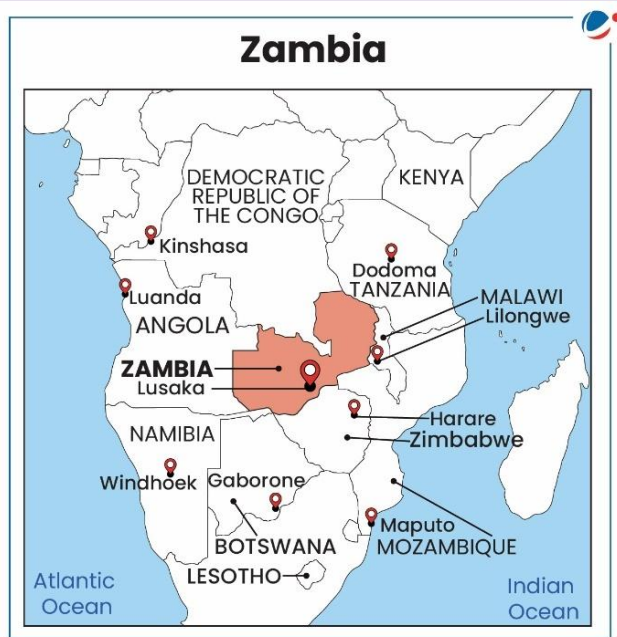 Zambia
DEMOCRATIC
REPUBLIC OF
THE CONGO
KENYA
Kinshasa
Dodoma
TANZANIA
Luanda
MALAWI
Lilongwe
ANGOLA
ZAMBIA
Lusaka
Harare
Zimbabwe
NAMIBIA
Windhoek
Gaborone
Maputo
MOZAMBIQUE
BOTSWANA
LESOTHO
Atlantic
Ocean
Indian
Ocean